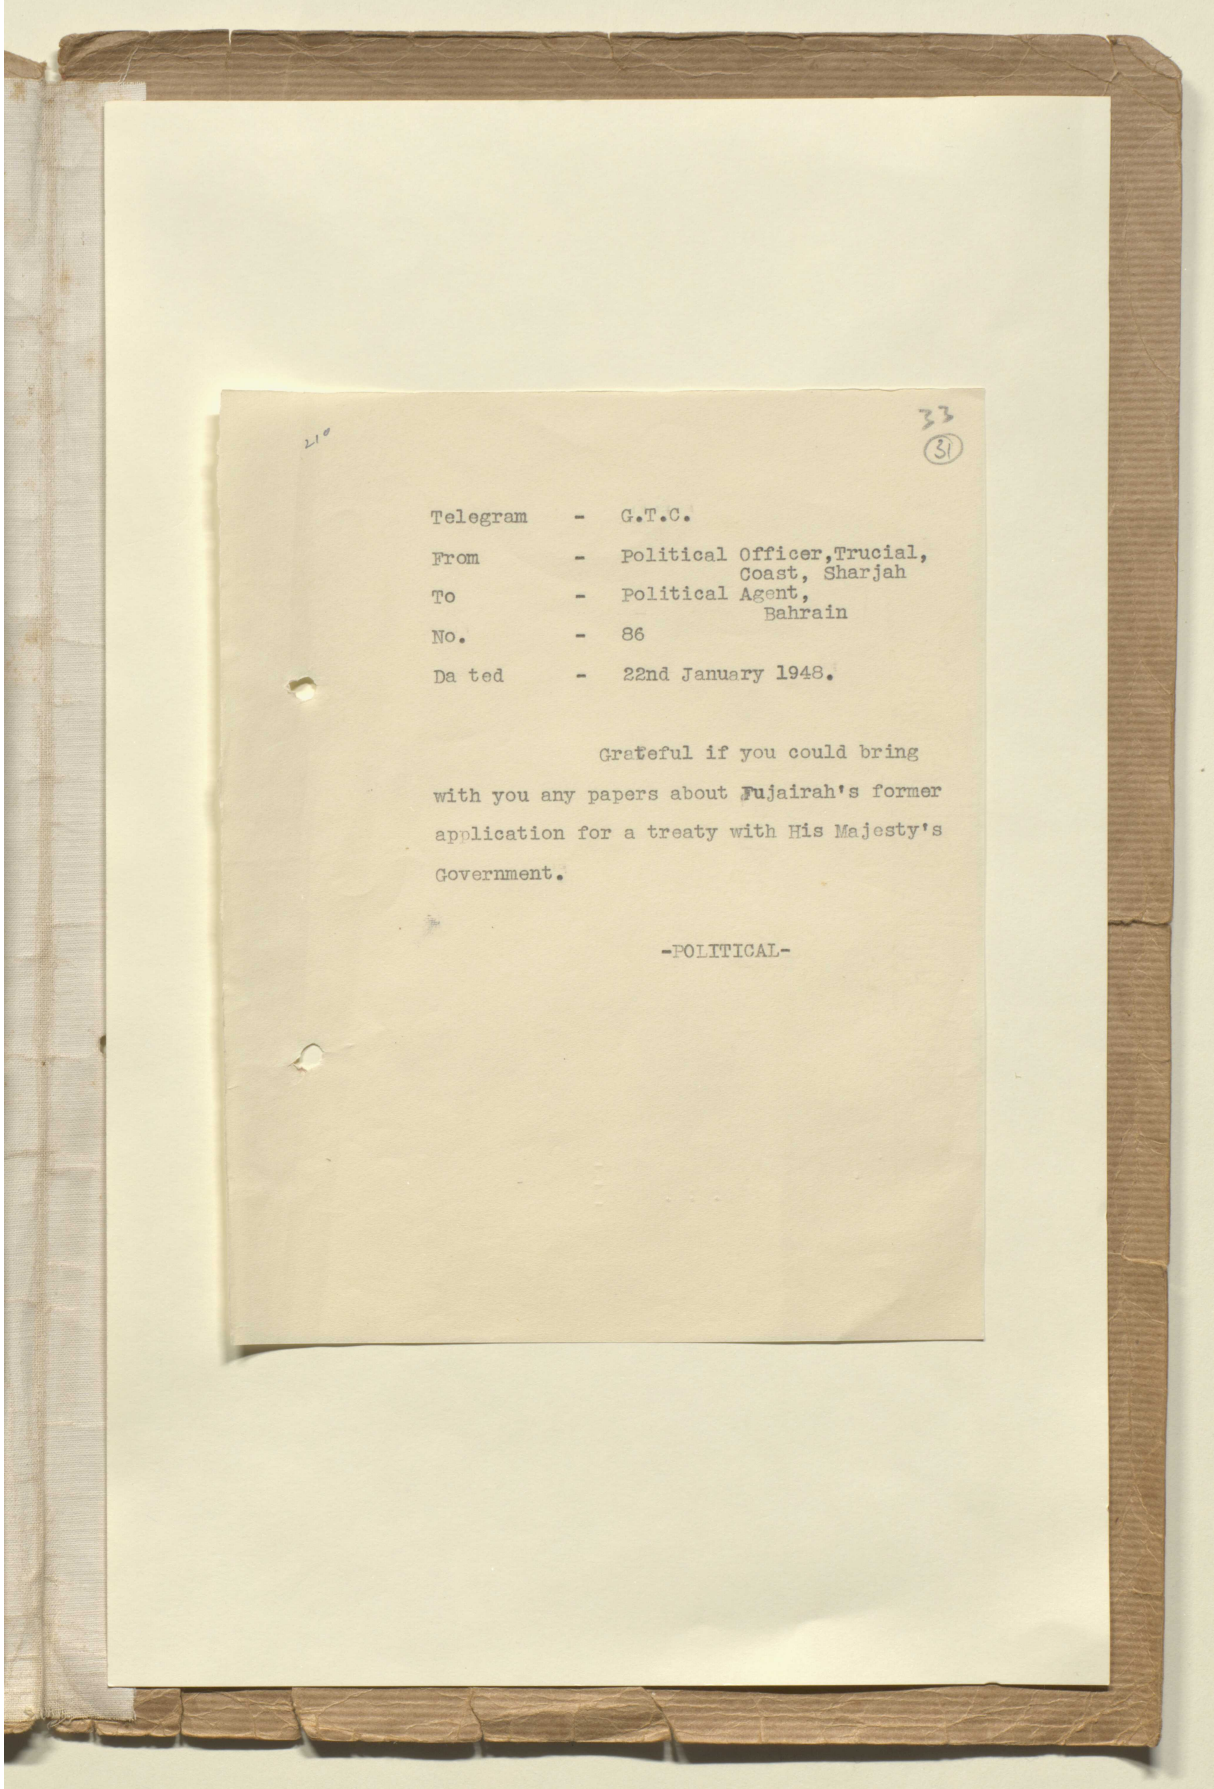 33
210
31
Telegram - G.T.C.
From - Political Officer,Trucial,
Coast, Sharjah
To - Political Agent,
Bahrain
No. - 86
Da ted - 22nd January 1948.
Grateful if you could bring
with you any papers about Fujairah's former
application for a treaty with His Majesty's
Government.
-POLITICAL-